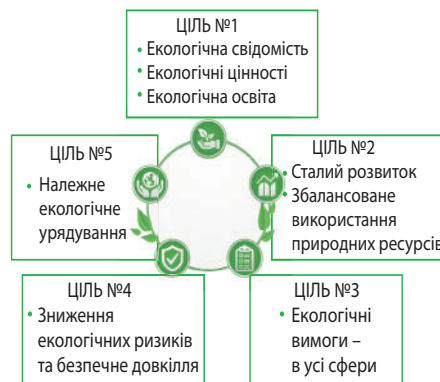 ЦІЛЬ №1
• Екологічна свідомість
• Екологічні цінності
• Екологічна освіта
ЦІЛЬ №5
• Належне
екологічне
урядування
ЦІЛЬ №2
• Сталий розвиток
• Збалансоване
використання
природних ресурсів
ЦІЛЬ №4
• Зниження
екологічних ризиків
та безпечне довкілля
ЦІЛЬ №3
• Екологічні
вимоги –
в усі сфери